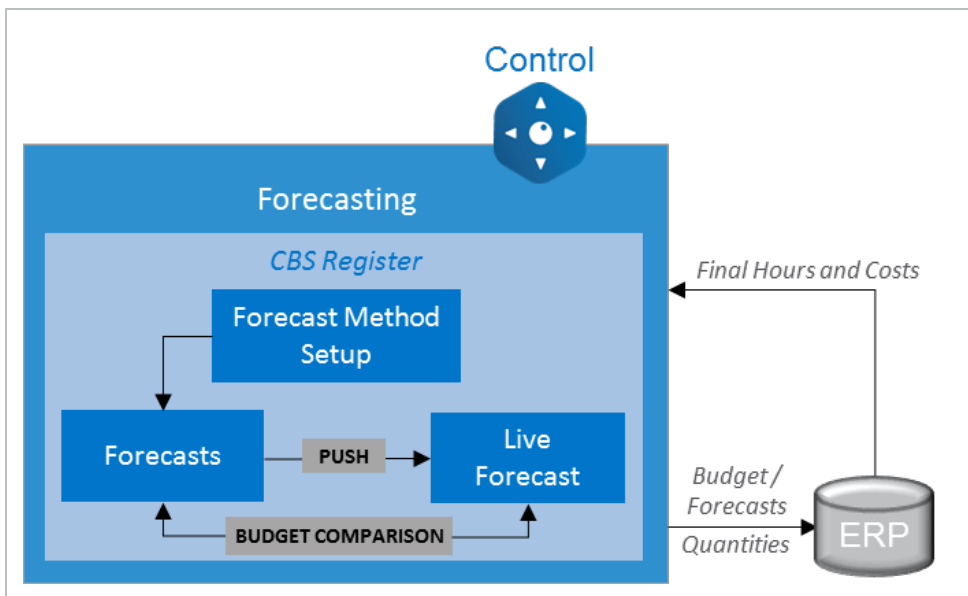 Control
Forecasting
CBS Register
Forecast Method
Setup
Forecasts
PUSH
Live
Forecast
BUDGET COMPARISON
Final Hours and Costs
Budget /
Forecasts
Quantities
ERP